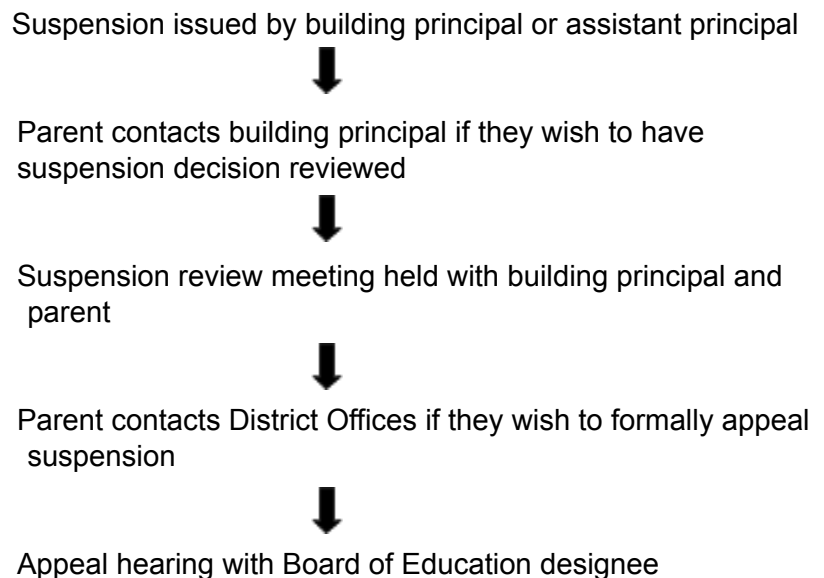 Suspension issued by building principal or assistant principal
Parent contacts building principal if they wish to have
suspension decision reviewed
Suspension review meeting held with building principal and
parent
Parent contacts District Offices if they wish to formally appeal
suspension
Appeal hearing with Board of Education designee